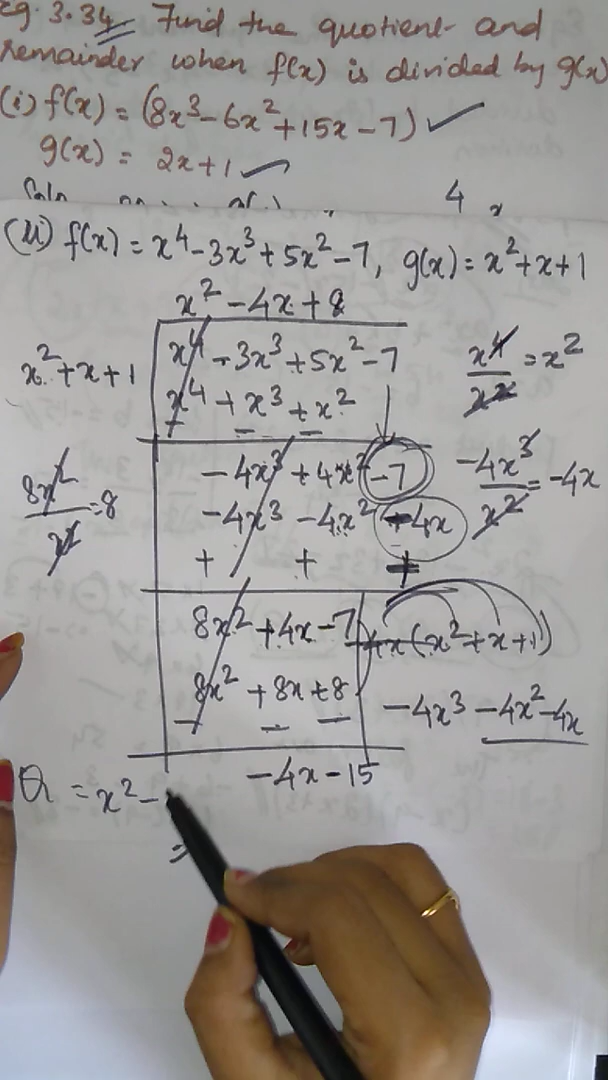 Eg. 3.34 Find the quotient and
remainder when f(x) is divided by g(x)
(i) f(x) = (8x³ - 6x² + 15x - 7) ✓
g(x) = 2x + 1 ✓
4
(ii) f(x) = x⁴ - 3x³ + 5x² - 7, g(x) = x² + x + 1
x² - 4x + 8
x² + x + 1
x⁴ - 3x³ + 5x² - 7
x⁴/x² = x²
x⁴ + x³ + x²
- - -
-4x³ + 4x² - 7
-4x³/x² = -4x
8x²/x² = 8
-4x³ - 4x² - 4x
+ + +
8x² + 4x - 7
-4x(x² + x + 1)
8x² + 8x + 8
- - -
-4x³ - 4x² - 4x
-4x - 15
Q = x² -
=